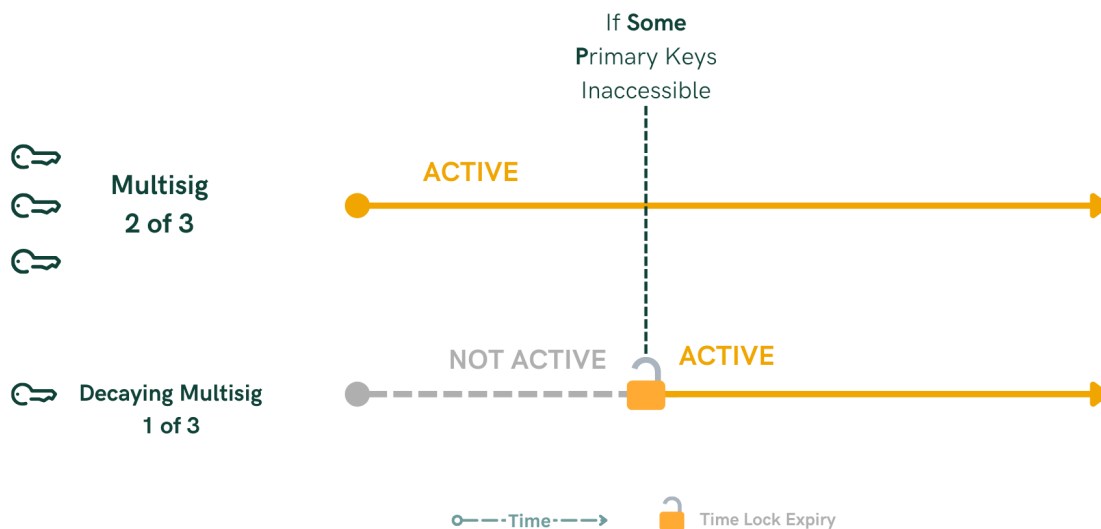 If Some
Primary Keys
Inaccessible
ACTIVE
Multisig
2 of 3
NOT ACTIVE
ACTIVE
Decaying Multisig
1 of 3
Time
Time Lock Expiry